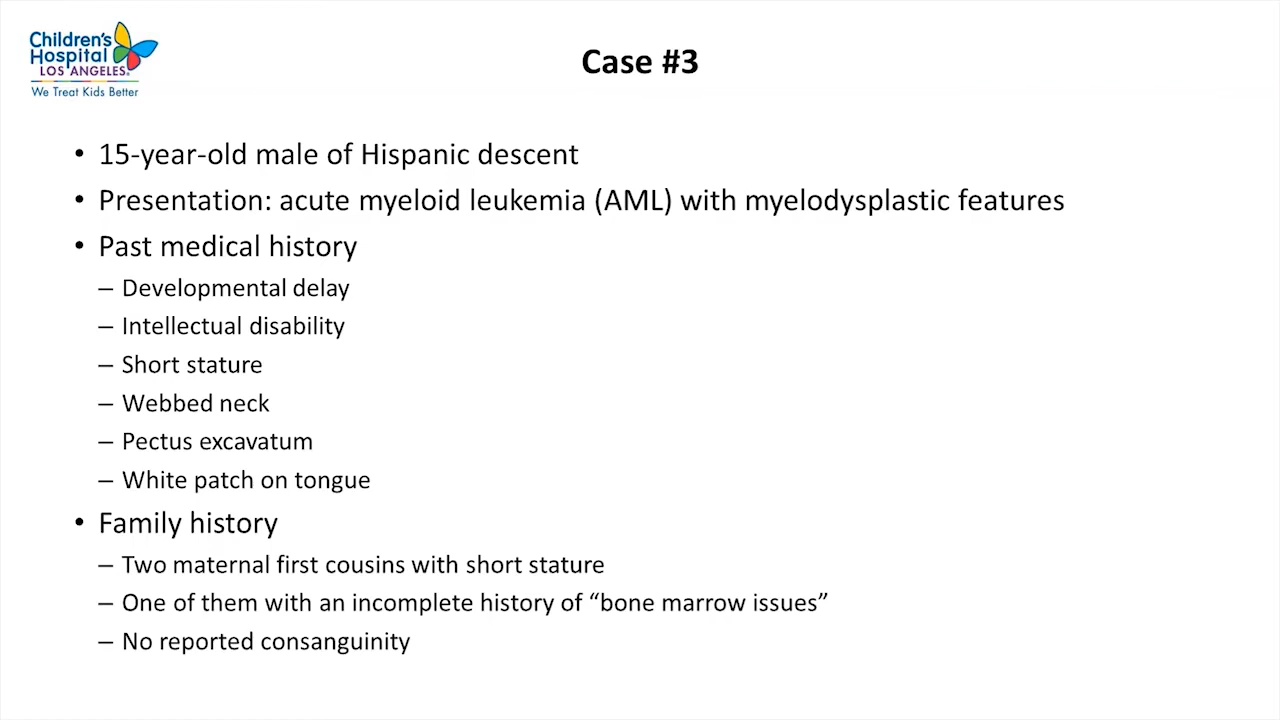 Children's
Hospital
LOS ANGELES®
We Treat Kids Better
Case #3
• 15-year-old male of Hispanic descent
• Presentation: acute myeloid leukemia (AML) with myelodysplastic features
• Past medical history
– Developmental delay
– Intellectual disability
– Short stature
– Webbed neck
– Pectus excavatum
– White patch on tongue
• Family history
– Two maternal first cousins with short stature
– One of them with an incomplete history of “bone marrow issues”
– No reported consanguinity